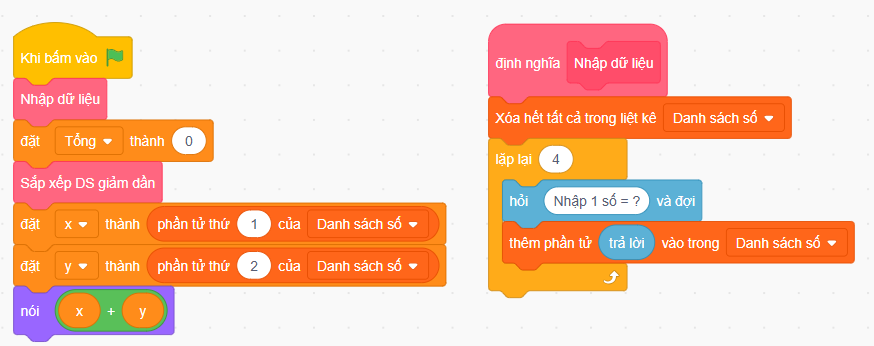 Khi bấm vào
Nhập dữ liệu
đặt Tổng thành 0
Sắp xếp DS giảm dần
đặt x thành phần tử thứ 1 của Danh sách số
đặt y thành phần tử thứ 2 của Danh sách số
nói x + y
định nghĩa Nhập dữ liệu
Xóa hết tất cả trong liệt kê Danh sách số
lặp lại 4
hỏi Nhập 1 số = ? và đợi
thêm phần tử trả lời vào trong Danh sách số